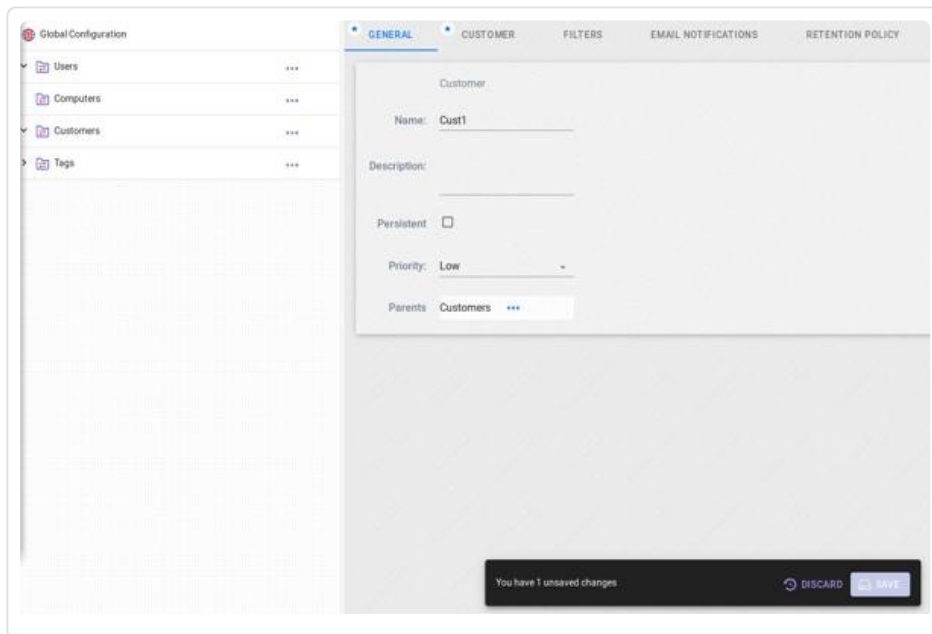 Global Configuration
* GENERAL * CUSTOMER FILTERS EMAIL NOTIFICATIONS RETENTION POLICY
Users
Computers
Customers
Tags
Customer
Name: Cust1
Description:
Persistent
Priority: Low
Parents Customers
You have 1 unsaved changes DISCARD SAVE